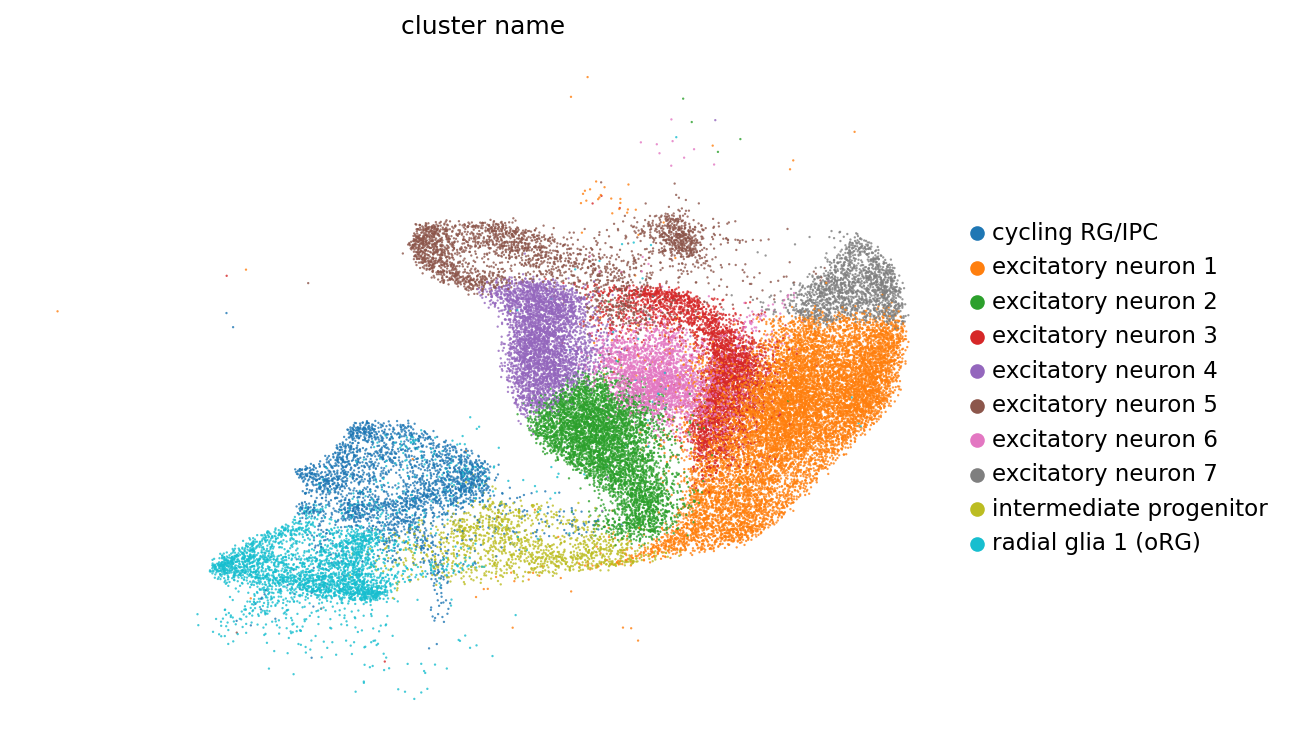 cluster name
cycling RG/IPC
excitatory neuron 1
excitatory neuron 2
excitatory neuron 3
excitatory neuron 4
excitatory neuron 5
excitatory neuron 6
excitatory neuron 7
intermediate progenitor
radial glia 1 (oRG)